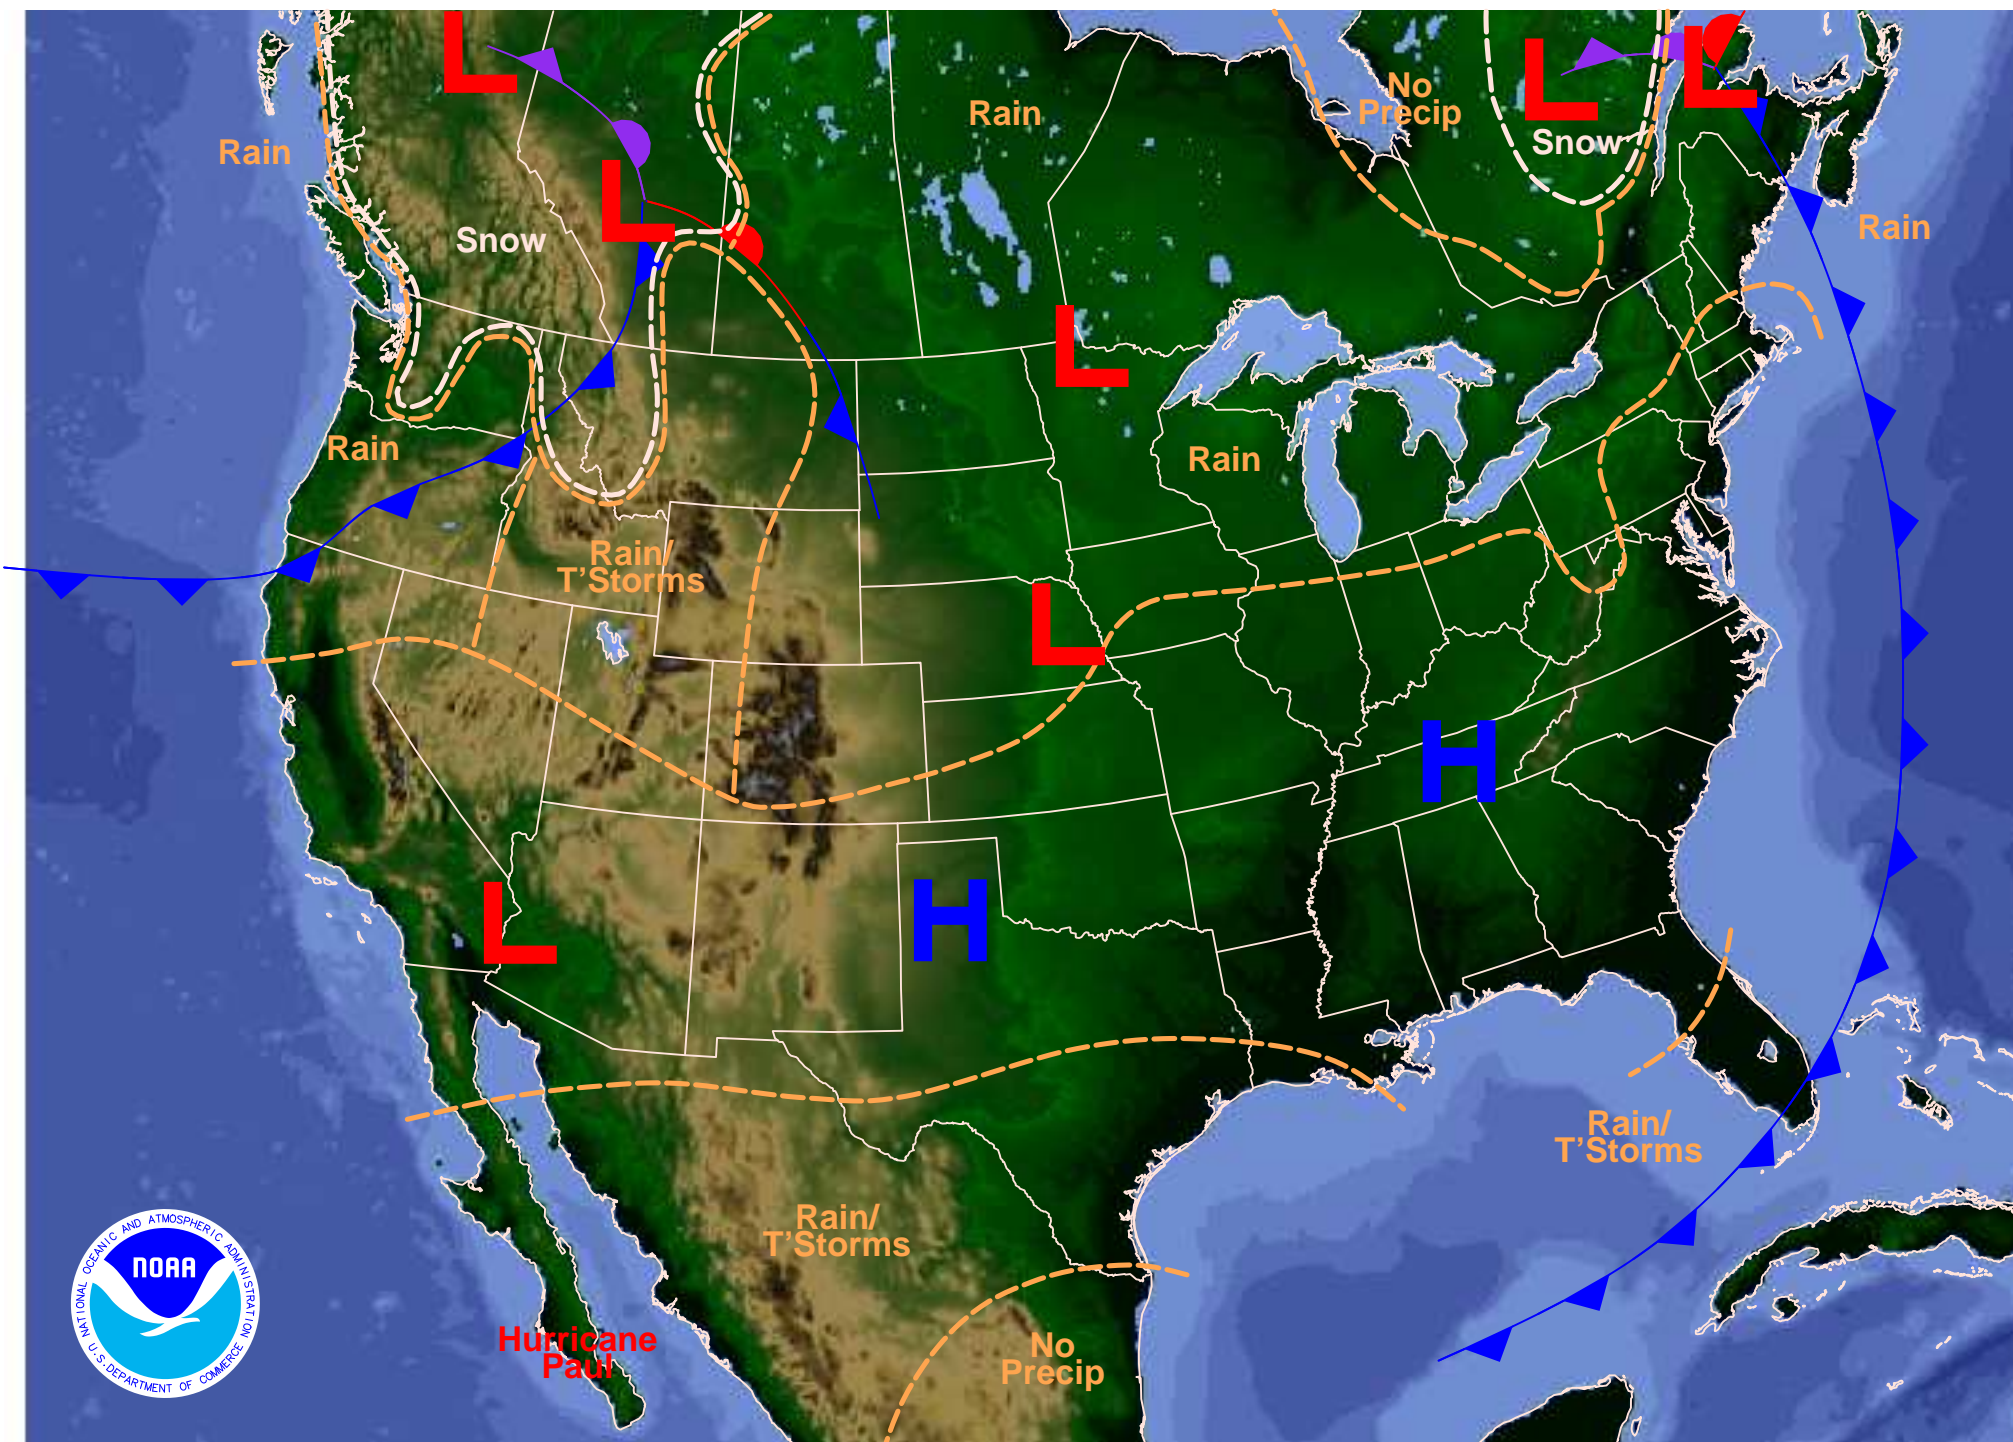 L
L
L
No
Precip
Rain
Snow
Rain
Rain
Snow
L
L
Rain
Rain
Rain/
T'Storms
L
H
L
H
Rain/
T'Storms
Rain/
T'Storms
Hurricane
Paul
No
Precip
NATIONAL OCEANIC AND ATMOSPHERIC ADMINISTRATION
NOAA
U.S. DEPARTMENT OF COMMERCE